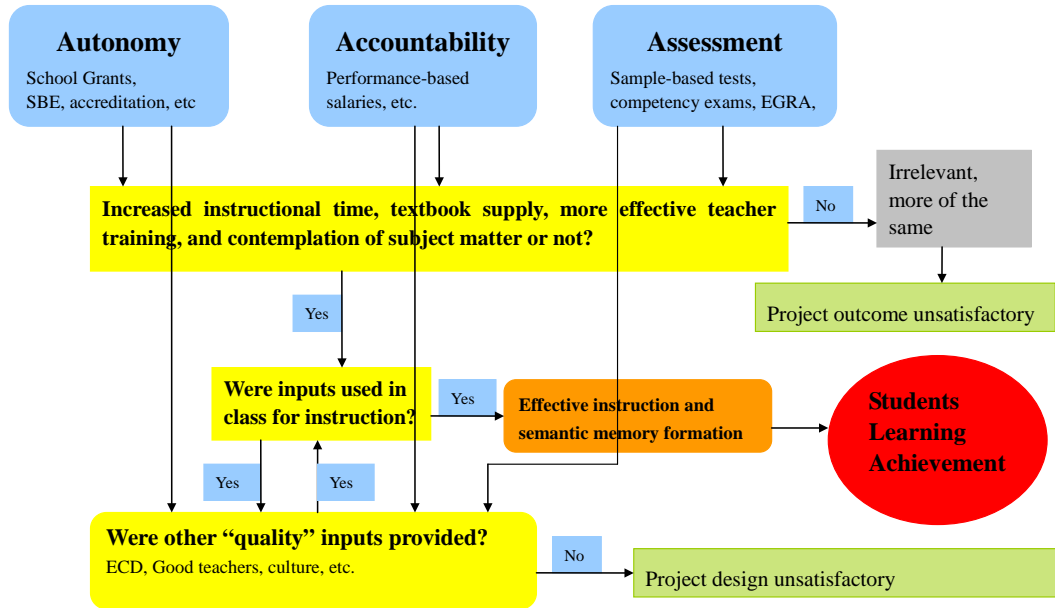 Autonomy
School Grants,
SBE, accreditation, etc
Accountability
Performance-based
salaries, etc.
Assessment
Sample-based tests,
competency exams, EGRA,
Increased instructional time, textbook supply, more effective teacher
training, and contemplation of subject matter or not?
No
Irrelevant,
more of the
same
Project outcome unsatisfactory
Yes
Were inputs used in
class for instruction?
Yes
Effective instruction and
semantic memory formation
Students
Learning
Achievement
Yes
Yes
Were other “quality” inputs provided?
ECD, Good teachers, culture, etc.
No
Project design unsatisfactory